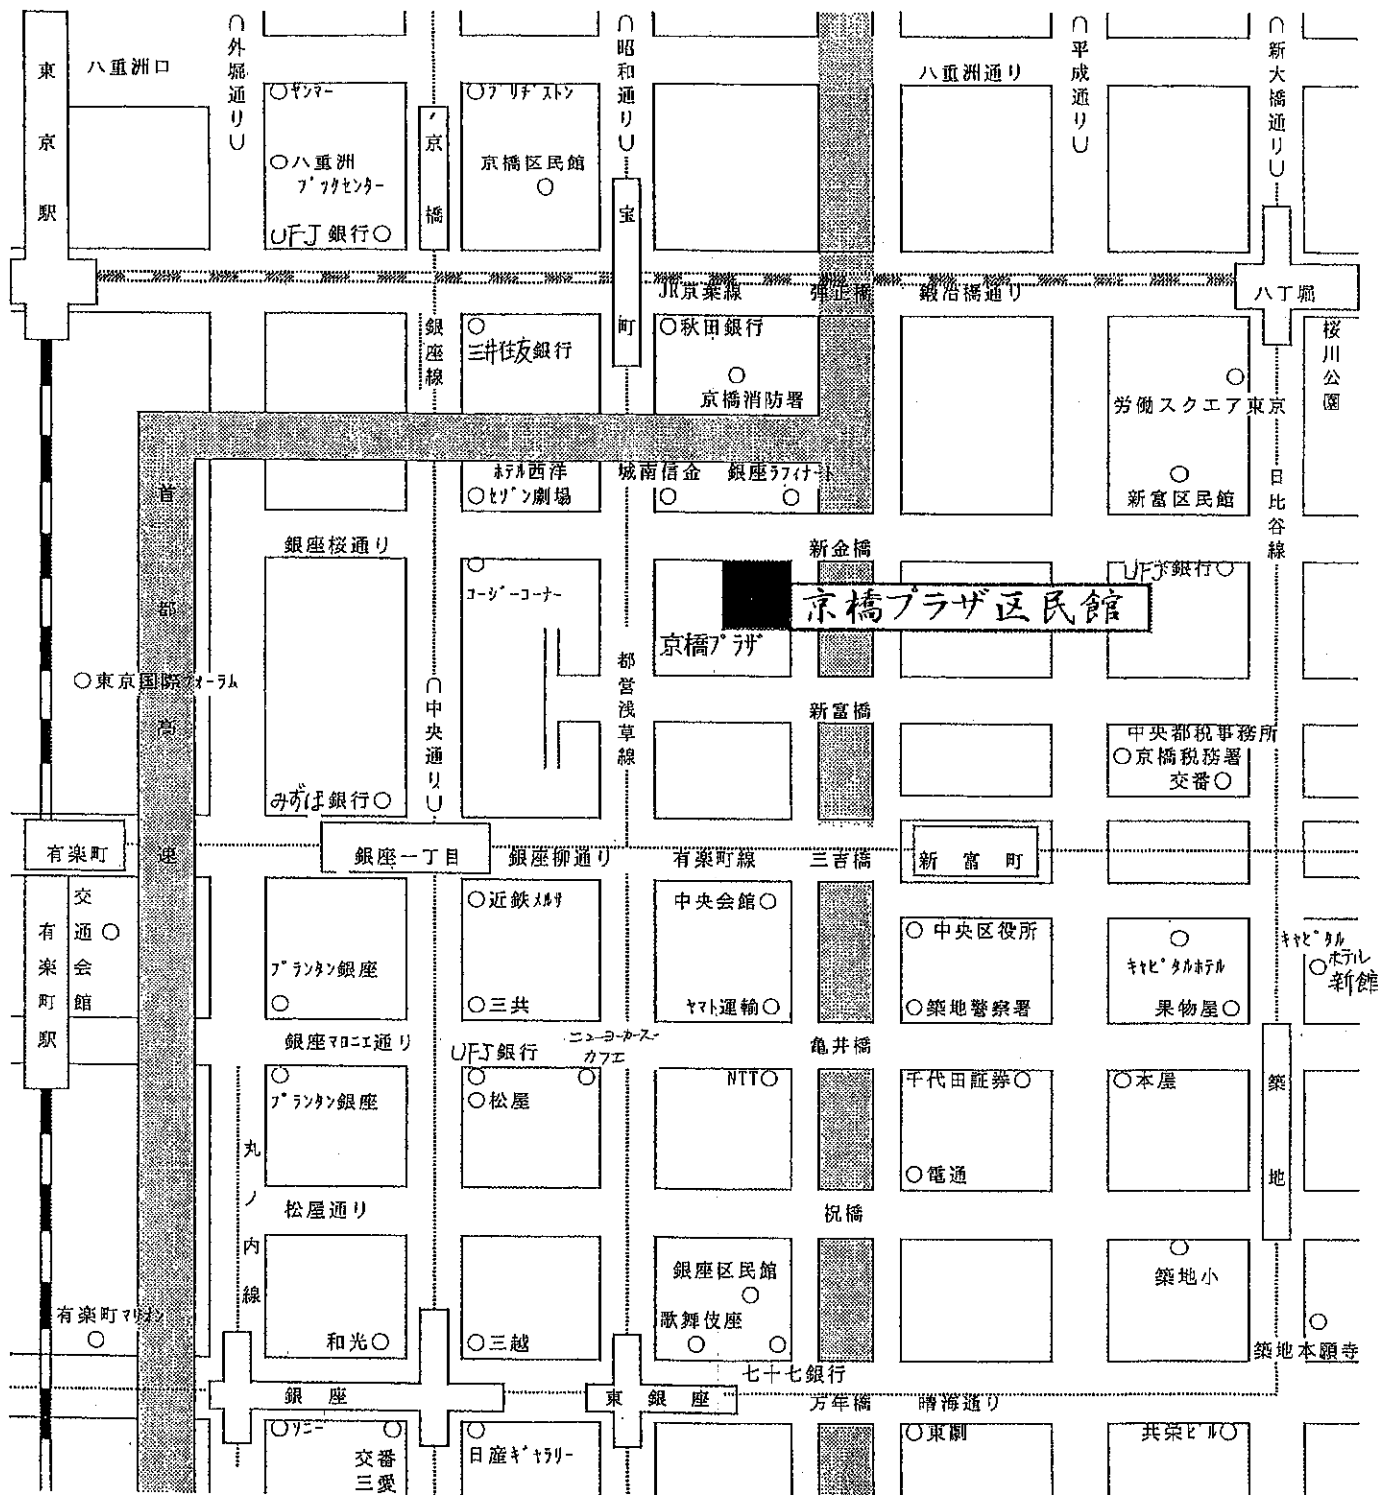 東京駅
八重洲口
⊂外堀通り⊃
ヤンマー
八重洲
ブックセンター
UFJ銀行
京橋
ブリヂストン
京橋区民館
⊂昭和通り⊃
宝町
八重洲通り
⊂平成通り⊃
⊂新大橋通り⊃
JR京葉線
弾正橋
鍛冶橋通り
八丁堀
銀座線
三井住友銀行
秋田銀行
京橋消防署
労働スクエア東京
桜川公園
首都高速
ホテル西洋
セゾン劇場
城南信金
銀座ラフィナート
新富区民館
日比谷線
銀座桜通り
コージーコーナー
新金橋
UFJ銀行
京橋プラザ区民館
京橋プラザ
都営浅草線
東京国際フォーラム
⊂中央通り⊃
新富橋
中央都税事務所
京橋税務署
交番
みずほ銀行
有楽町
銀座一丁目
銀座柳通り
有楽町線
三吉橋
新富町
有楽町駅
交通会館
プランタン銀座
近鉄メルサ
三共
中央会館
ヤマト運輸
中央区役所
築地警察署
キャピタルホテル
果物屋
キャピタル
ホテル
新館
銀座マロニエ通り
UFJ銀行
ニューヨーカーズ
カフェ
亀井橋
プランタン銀座
松屋
NTT
千代田証券
本屋
築地
丸ノ内線
電通
松屋通り
祝橋
銀座区民館
歌舞伎座
築地小
有楽町マリオン
和光
三越
築地本願寺
七十七銀行
銀座
東銀座
万年橋
晴海通り
ソニー
交番
三愛
日産ギャラリー
東劇
共栄ビル